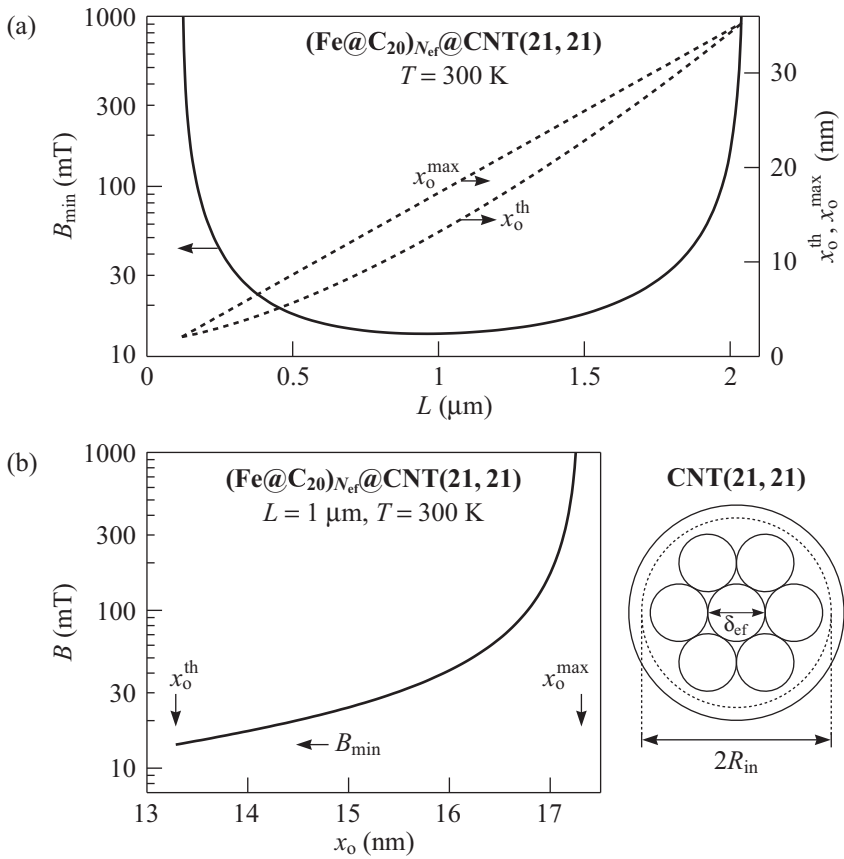 (a)
(Fe@C₂₀)_Nef@CNT(21, 21)
T = 300 K
B_min (mT)
1000
300
100
30
10
x_o^max
x_o^th
30
20
10
0
x_o^th, x_o^max (nm)
0
0.5
1
1.5
2
L (μm)
(b)
(Fe@C₂₀)_Nef@CNT(21, 21)
L = 1 μm, T = 300 K
B (mT)
1000
300
100
30
10
x_o^th
x_o^max
B_min
13
14
15
16
17
x_o (nm)
CNT(21, 21)
δ_ef
2R_in